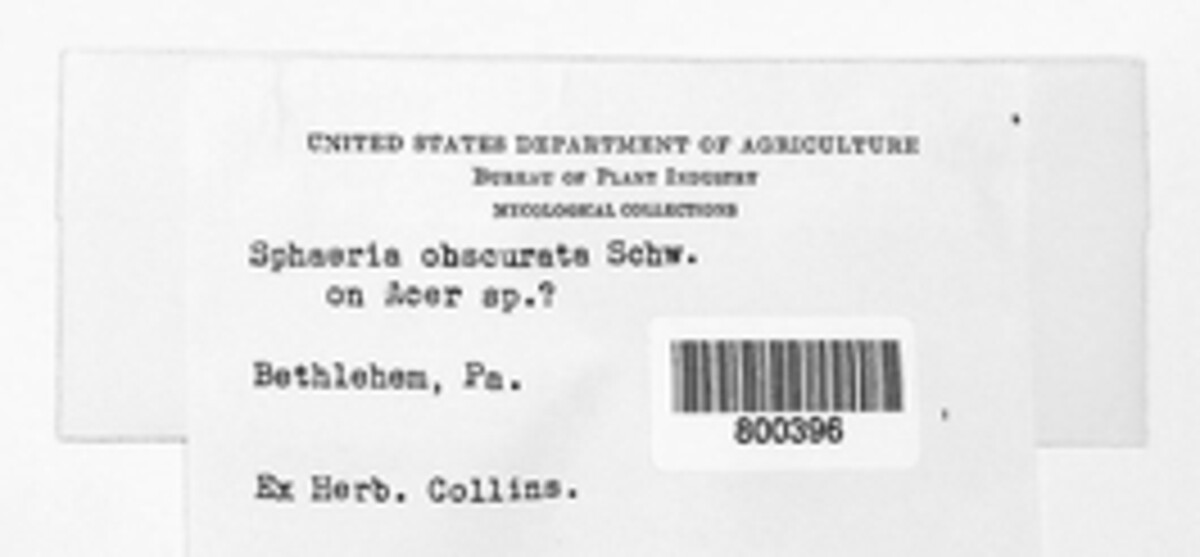 UNITED STATES DEPARTMENT OF AGRICULTURE
BUREAU OF PLANT INDUSTRY
MYCOLOGICAL COLLECTIONS
Sphaeria obscurata Schw.
on Acer sp.?
Bethlehem, Pa.
800396
Ex Herb. Collins.